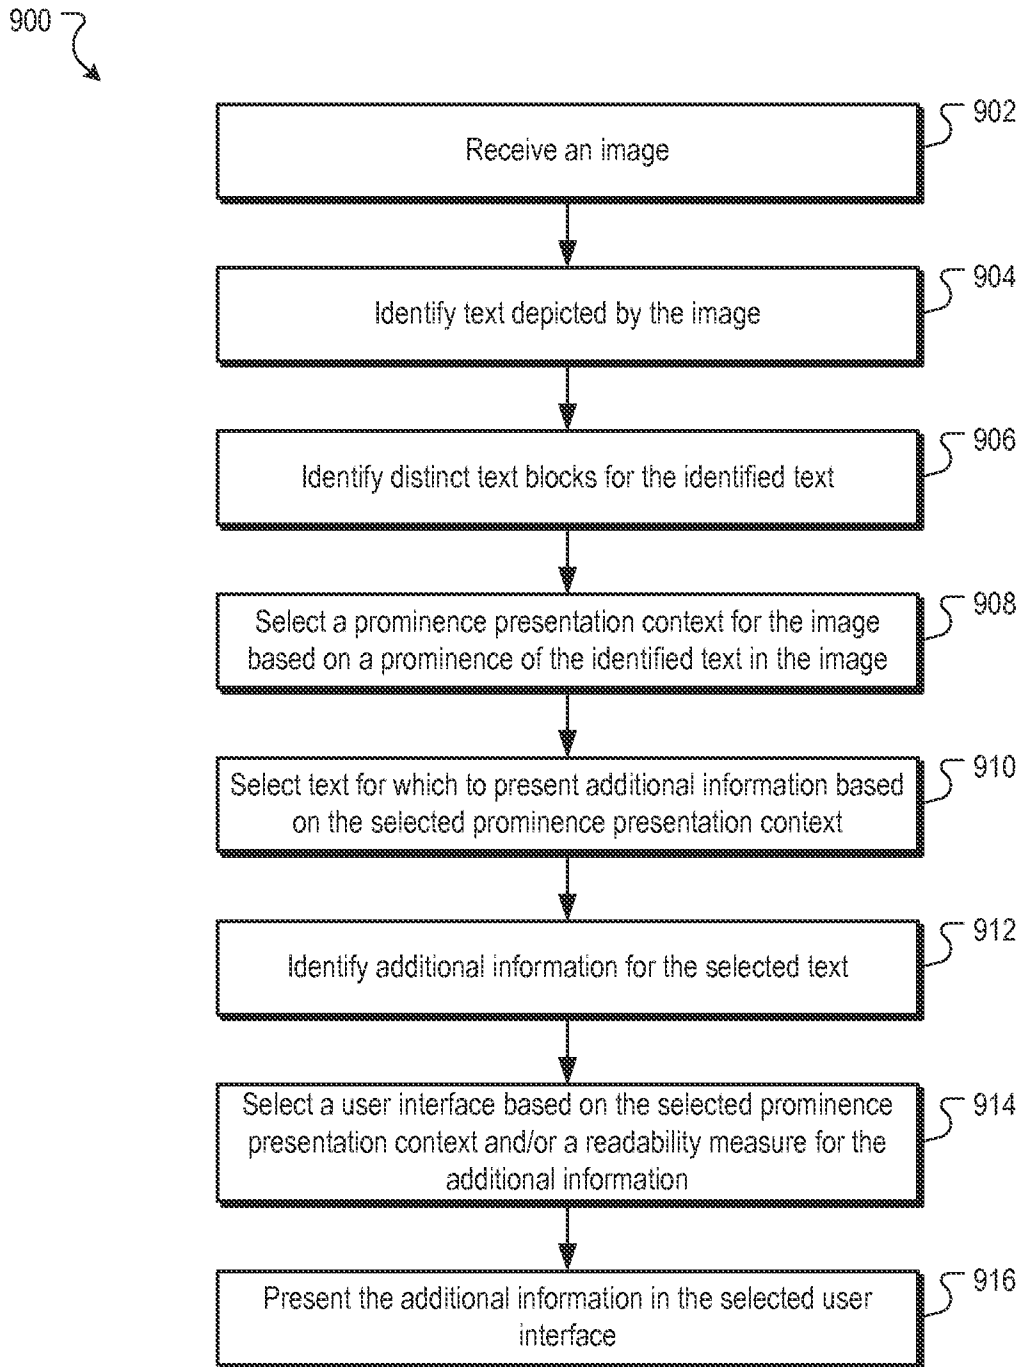 900
902
Receive an image
904
Identify text depicted by the image
906
Identify distinct text blocks for the identified text
908
Select a prominence presentation context for the image
based on a prominence of the identified text in the image
910
Select text for which to present additional information based
on the selected prominence presentation context
912
Identify additional information for the selected text
914
Select a user interface based on the selected prominence
presentation context and/or a readability measure for the
additional information
916
Present the additional information in the selected user
interface